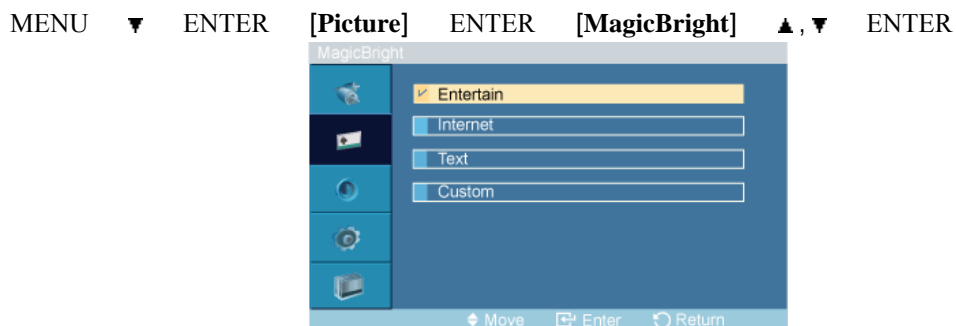 MENU ▼ ENTER [Picture] ENTER [MagicBright] ▲ , ▼ ENTER
MagicBright
Entertain
Internet
Text
Custom
Move Enter Return